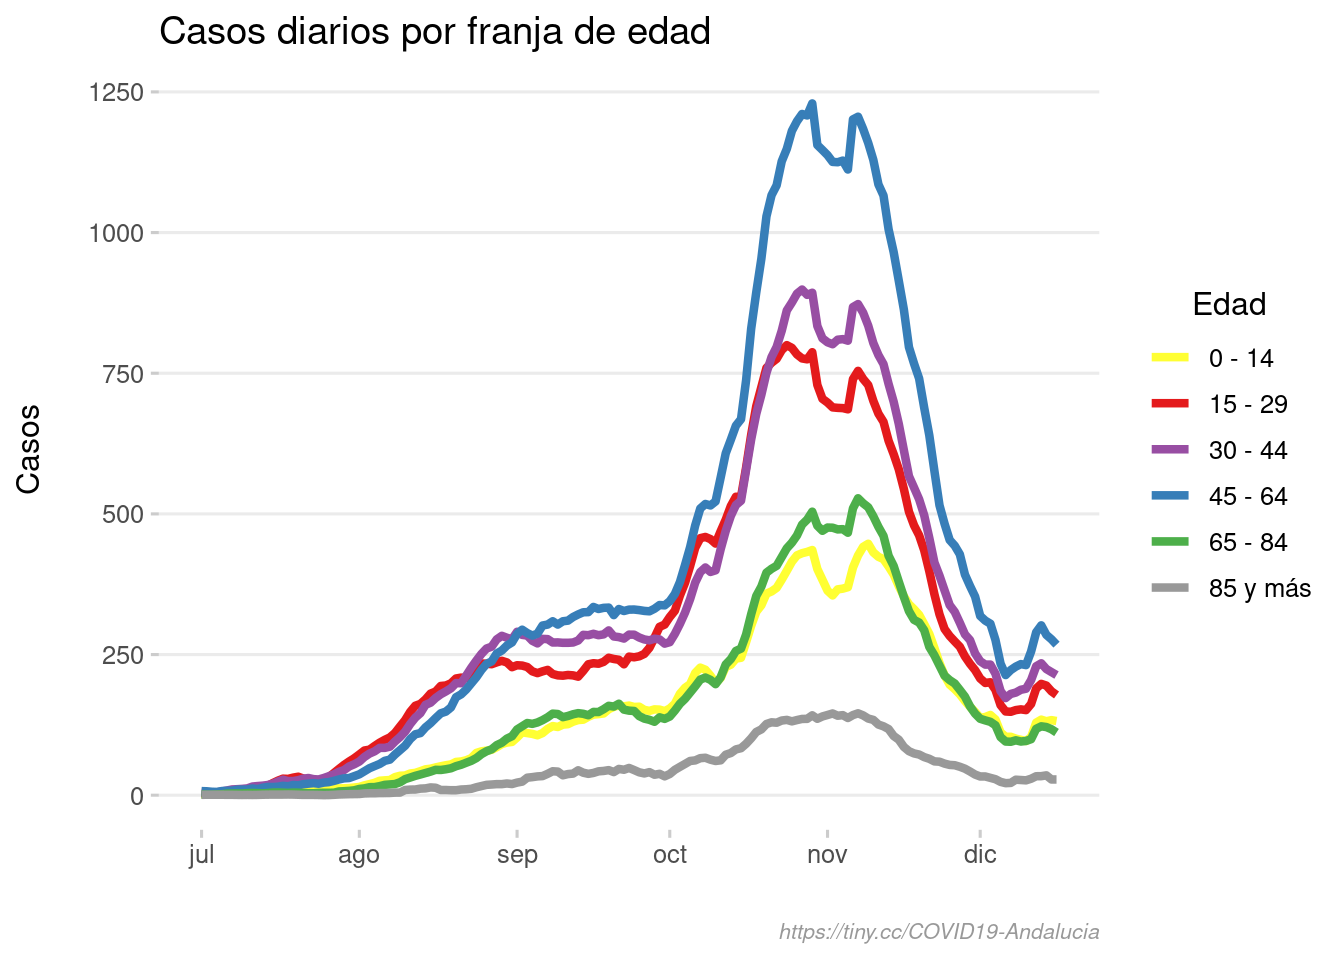 Casos diarios por franja de edad
1250
1000
750
500
250
0
Casos
jul ago sep oct nov dic
Edad
0 - 14
15 - 29
30 - 44
45 - 64
65 - 84
85 y más
https://tiny.cc/COVID19-Andalucia